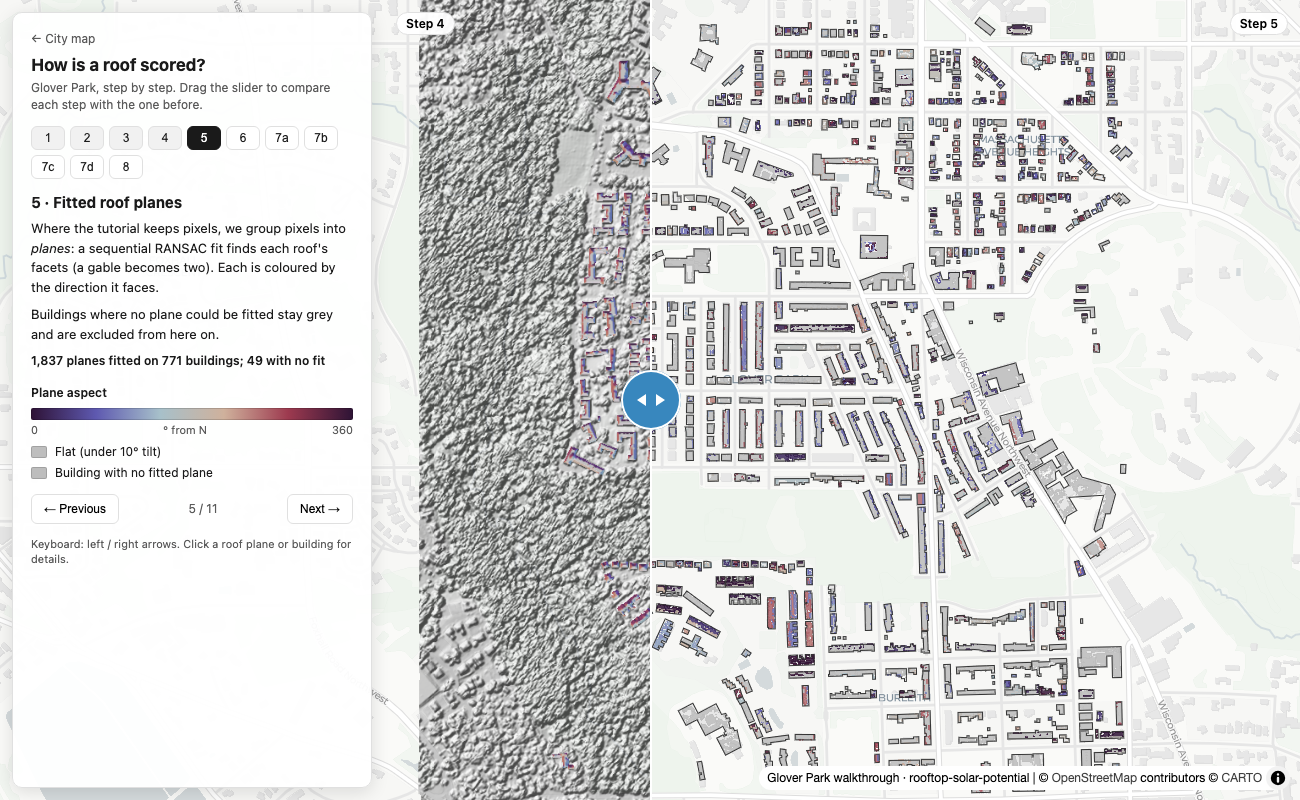 ← City map
How is a roof scored?
Glover Park, step by step. Drag the slider to compare
each step with the one before.
1 2 3 4 5 6 7a 7b
7c 7d 8
5 · Fitted roof planes
Where the tutorial keeps pixels, we group pixels into
planes: a sequential RANSAC fit finds each roof's
facets (a gable becomes two). Each is coloured by
the direction it faces.
Buildings where no plane could be fitted stay grey
and are excluded from here on.
1,837 planes fitted on 771 buildings; 49 with no fit
Plane aspect
0 ° from N 360
Flat (under 10° tilt)
Building with no fitted plane
← Previous 5 / 11 Next →
Keyboard: left / right arrows. Click a roof plane or building for
details.
Step 4
Step 5
MASSACHUSETTS
AVENUE HEIGHTS
Wisconsin Avenue Northwest
BURLEITH
Wisconsin Ave
west
Glover Park walkthrough · rooftop-solar-potential | © OpenStreetMap contributors © CARTO